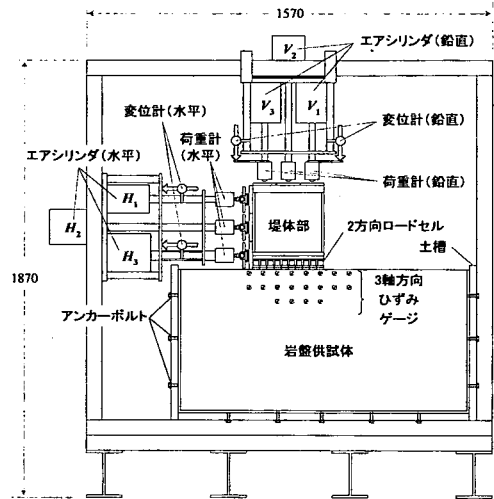 1570
V₂
エアシリンダ(鉛直)
V₃
V₁
変位計(水平)
荷重計
(水平)
変位計(鉛直)
エアシリンダ(水平)
荷重計(鉛直)
H₁
H₂
H₃
堤体部
2方向ロードセル
土槽
1870
3軸方向
ひずみ
ゲージ
アンカーボルト
岩盤供試体